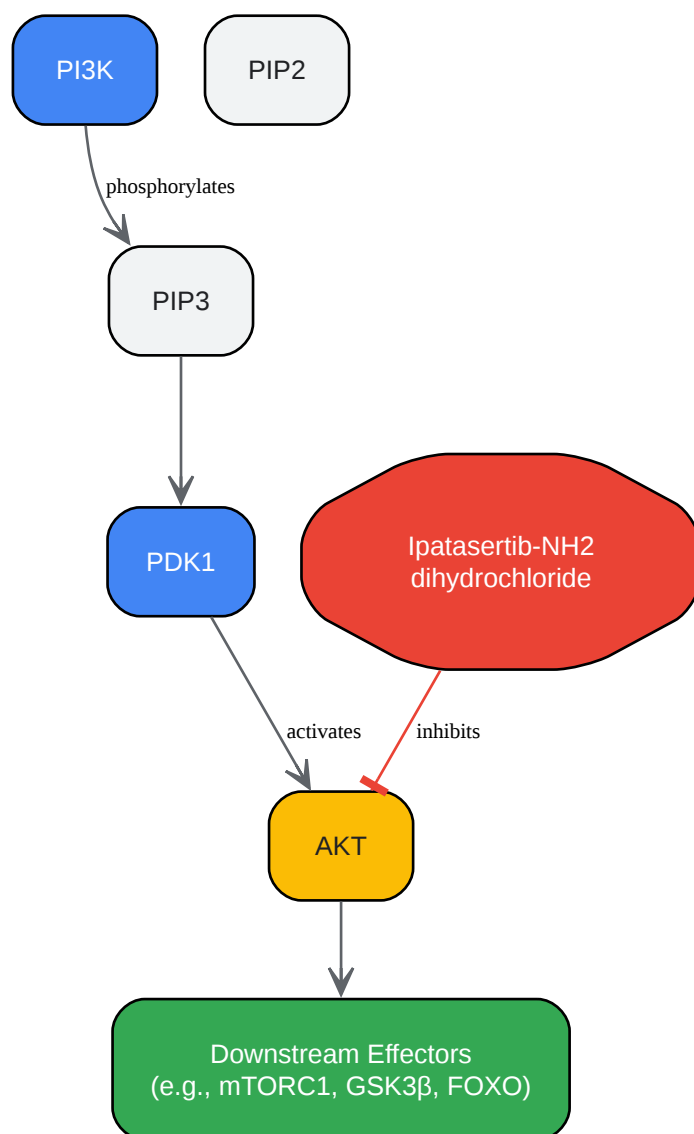 PI3K
PIP2
phosphorylates
PIP3
PDK1
Ipatasertib-NH2
dihydrochloride
activates
inhibits
AKT
Downstream Effectors
(e.g., mTORC1, GSK3β, FOXO)